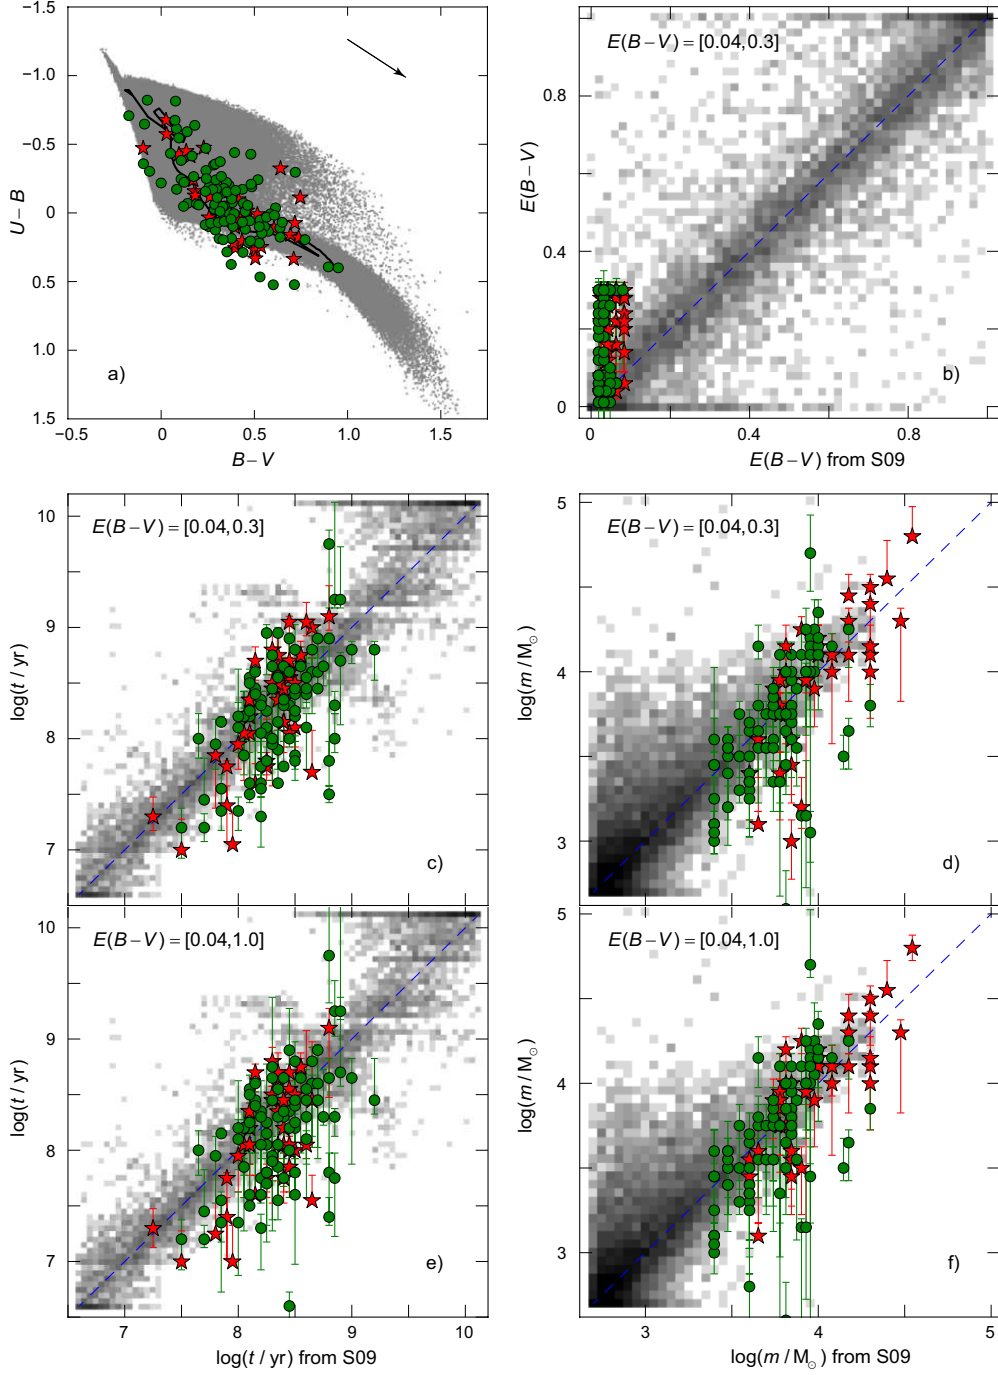 −1.5
−1.0
−0.5
0
0.5
1.0
1.5
U − B
a)
−0.5 0 0.5 1.0 1.5
B − V
E(B − V) = [0.04,0.3]
0.8
0.4
0
E(B − V)
b)
0 0.4 0.8
E(B − V) from S09
E(B − V) = [0.04,0.3]
10
9
8
7
log(t / yr)
c)
E(B − V) = [0.04,0.3]
5
4
3
log(m / M⊙)
d)
E(B − V) = [0.04,1.0]
10
9
8
7
log(t / yr)
e)
7 8 9 10
log(t / yr) from S09
E(B − V) = [0.04,1.0]
5
4
3
log(m / M⊙)
f)
3 4 5
log(m / M⊙) from S09